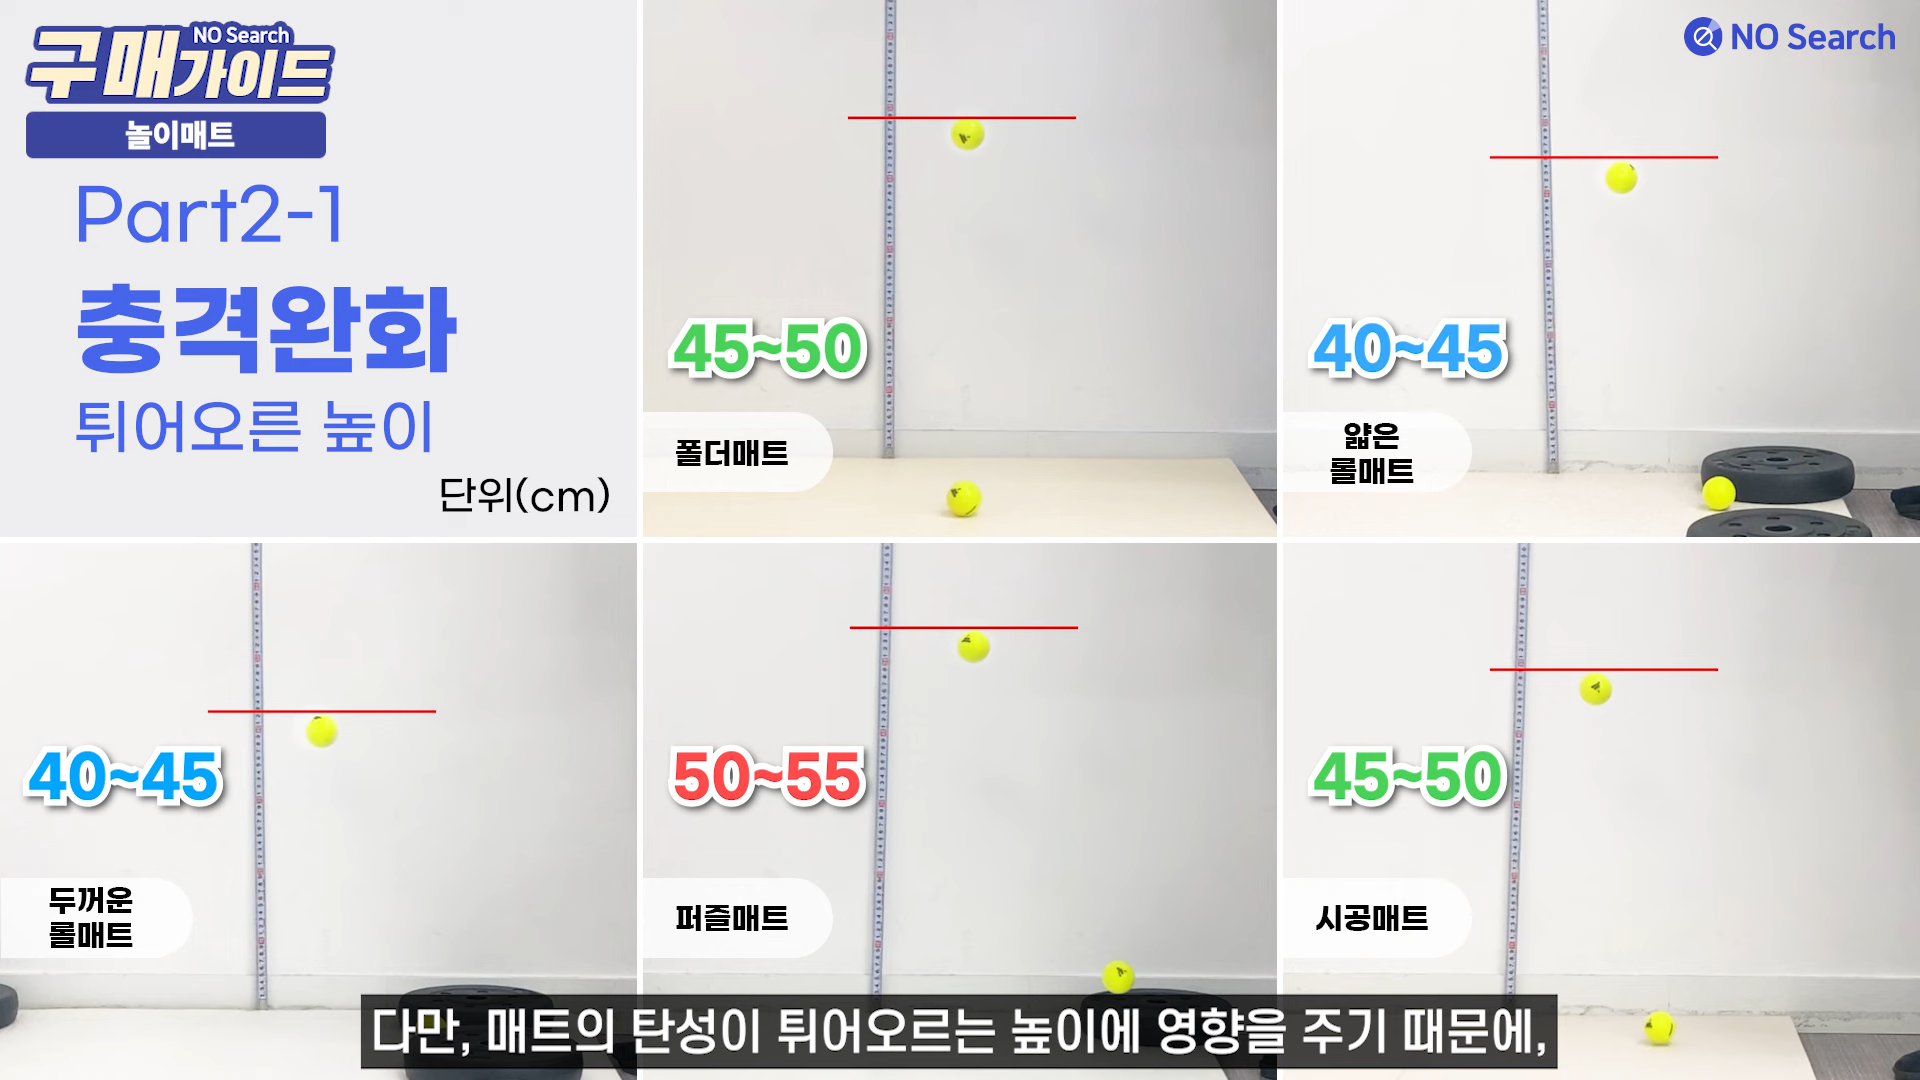 NO Search
구매가이드
놀이매트
Part2-1
충격완화
튀어오른 높이
단위(cm)
45~50
폴더매트
NO Search
40~45
얇은
롤매트
40~45
두꺼운
롤매트
50~55
퍼즐매트
45~50
시공매트
다만, 매트의 탄성이 튀어오르는 높이에 영향을 주기 때문에,